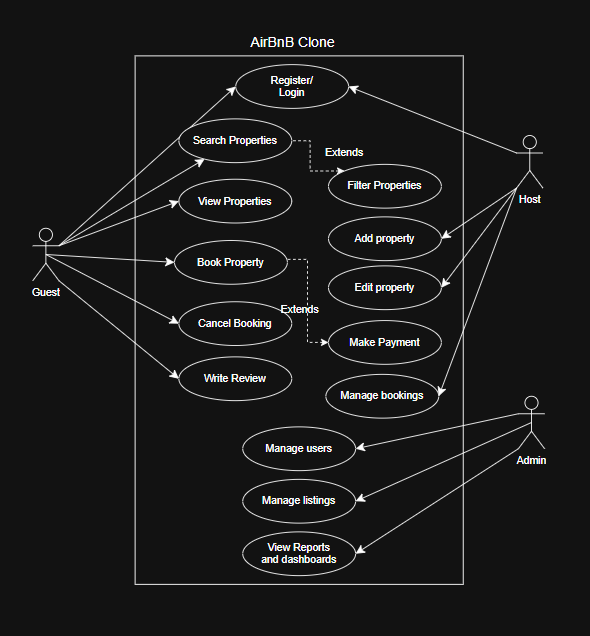 AirBnB Clone
Register/
Login
Search Properties
Extends
Filter Properties
Host
View Properties
Add property
Book Property
Guest
Edit property
Extends
Cancel Booking
Make Payment
Write Review
Manage bookings
Manage users
Admin
Manage listings
View Reports
and dashboards